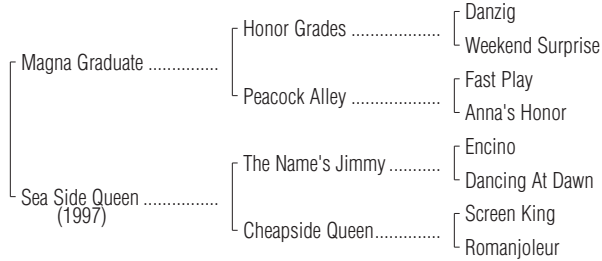 Danzig
Honor Grades ...................
Weekend Surprise
Magna Graduate ...............
Fast Play
Peacock Alley ...................
Anna's Honor
Encino
The Name's Jimmy ...........
Dancing At Dawn
Sea Side Queen ................
(1997)
Screen King
Cheapside Queen..............
Romanjoleur